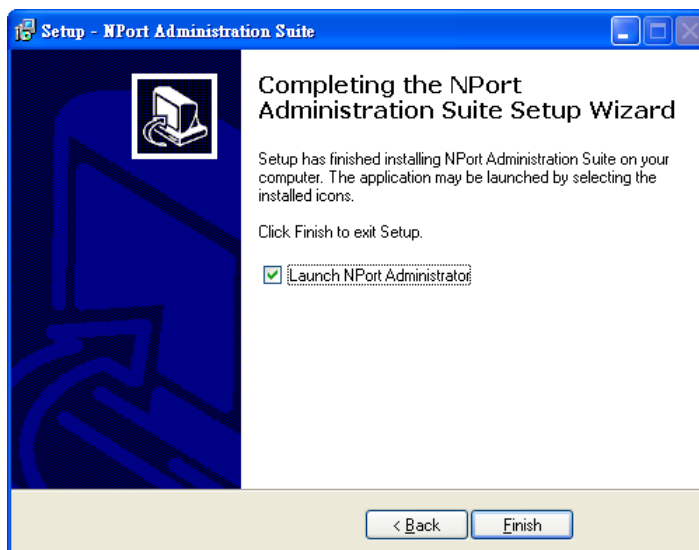 Setup - NPort Administration Suite
Completing the NPort
Administration Suite Setup Wizard
Setup has finished installing NPort Administration Suite on your
computer. The application may be launched by selecting the
installed icons.
Click Finish to exit Setup.
Launch NPort Administrator
< Back
Finish